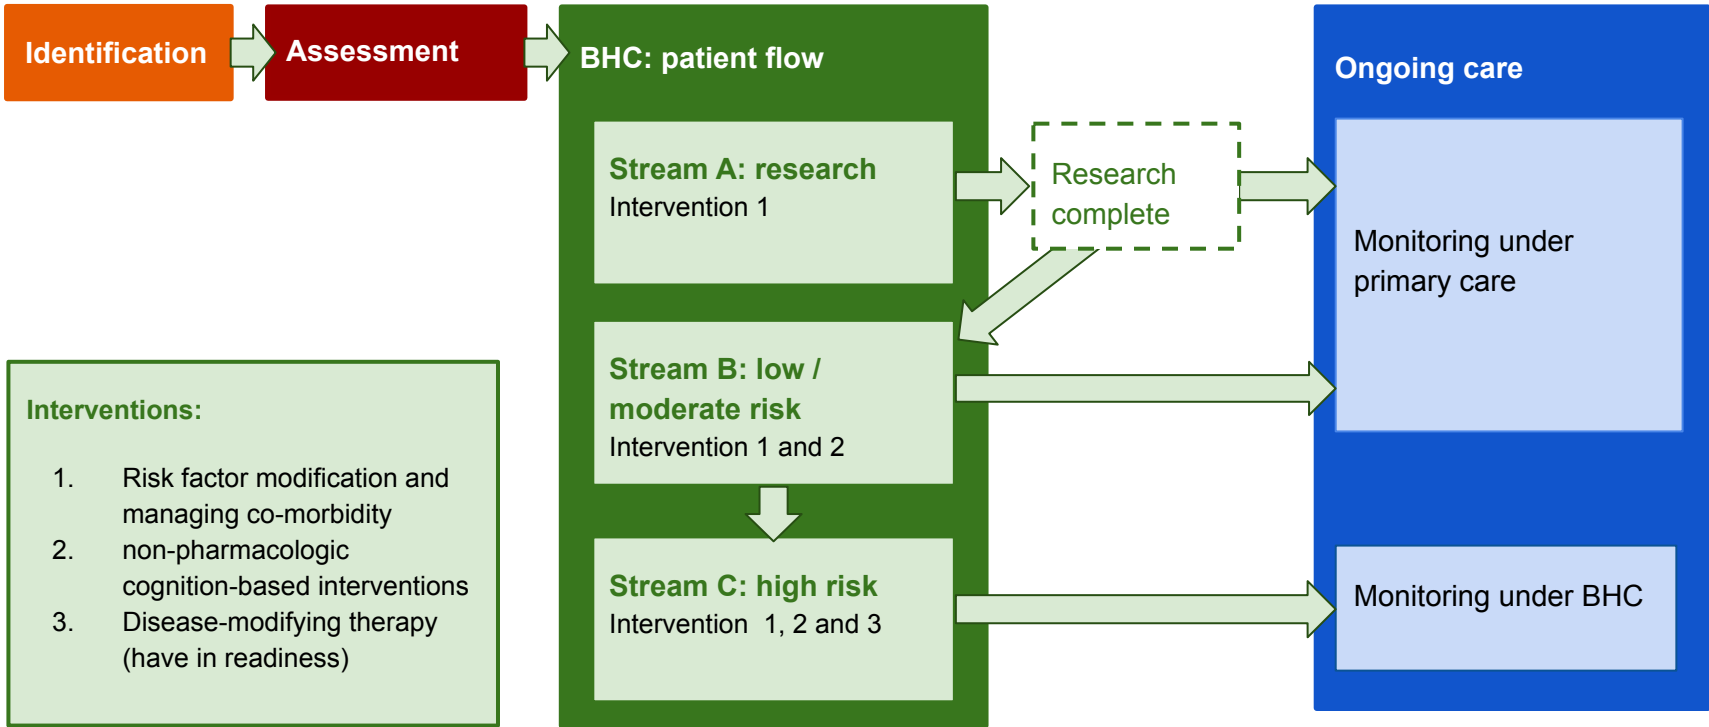 Identification
Assessment
BHC: patient flow
Stream A: research
Intervention 1
Research
complete
Stream B: low /
moderate risk
Intervention 1 and 2
Stream C: high risk
Intervention  1, 2 and 3
Ongoing care
Monitoring under
primary care
Monitoring under BHC
Interventions:
1. Risk factor modification and
managing co-morbidity
2. non-pharmacologic
cognition-based interventions
3. Disease-modifying therapy
(have in readiness)